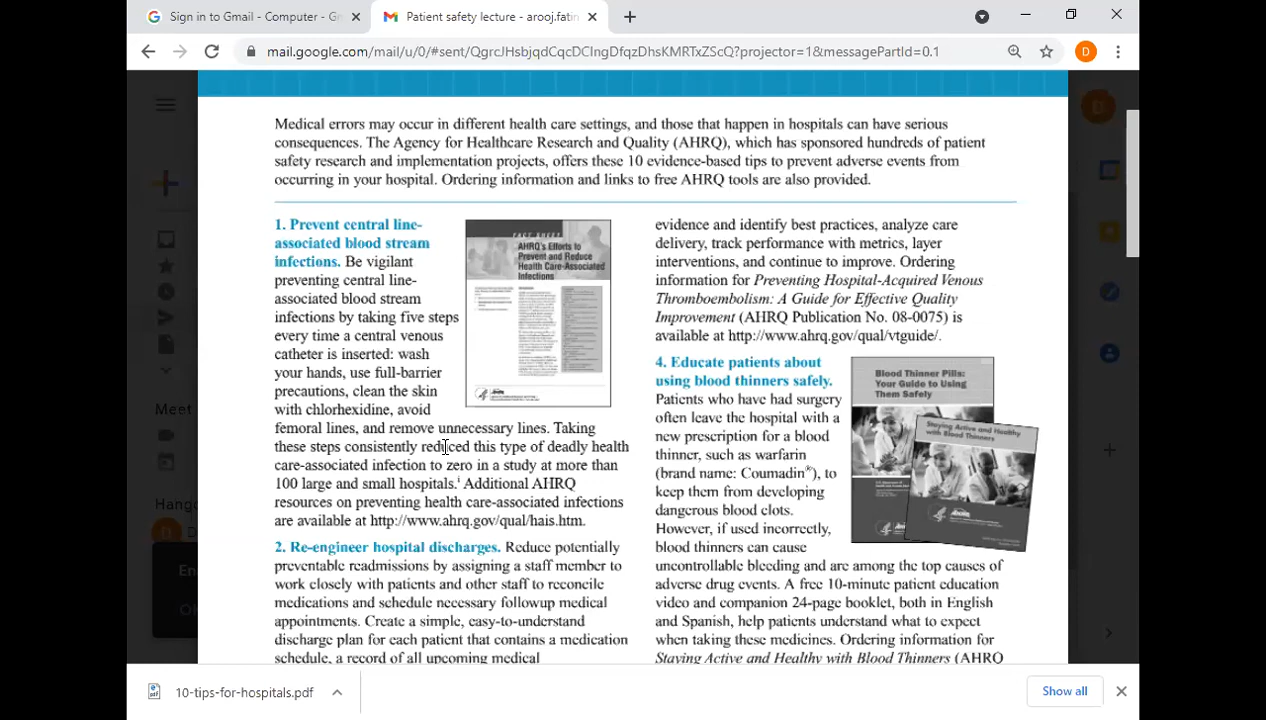 Sign in to Gmail - Computer - G
Patient safety lecture - arooj.fatin
mail.google.com/mail/u/0/#sent/QgrcJHsbjqdCqcDClngDfqzDhsKMRTxZScQ?projector=1&messagePartId=0.1
D
Medical errors may occur in different health care settings, and those that happen in hospitals can have serious
consequences. The Agency for Healthcare Research and Quality (AHRQ), which has sponsored hundreds of patient
safety research and implementation projects, offers these 10 evidence-based tips to prevent adverse events from
occurring in your hospital. Ordering information and links to free AHRQ tools are also provided.
1. Prevent central line-
associated blood stream
infections. Be vigilant
preventing central line-
associated blood stream
infections by taking five steps
every time a central venous
catheter is inserted: wash
your hands, use full-barrier
precautions, clean the skin
with chlorhexidine, avoid
femoral lines, and remove unnecessary lines. Taking
these steps consistently reduced this type of deadly health
care-associated infection to zero in a study at more than
100 large and small hospitals.i Additional AHRQ
resources on preventing health care-associated infections
are available at http://www.ahrq.gov/qual/hais.htm.
FACT SHEET
AHRQ's Efforts to
Prevent and Reduce
Health Care-Associated
Infections
2. Re-engineer hospital discharges. Reduce potentially
preventable readmissions by assigning a staff member to
work closely with patients and other staff to reconcile
medications and schedule necessary followup medical
appointments. Create a simple, easy-to-understand
discharge plan for each patient that contains a medication
schedule, a record of all upcoming medical
evidence and identify best practices, analyze care
delivery, track performance with metrics, layer
interventions, and continue to improve. Ordering
information for Preventing Hospital-Acquired Venous
Thromboembolism: A Guide for Effective Quality
Improvement (AHRQ Publication No. 08-0075) is
available at http://www.ahrq.gov/qual/vtguide/.
4. Educate patients about
using blood thinners safely.
Patients who have had surgery
often leave the hospital with a
new prescription for a blood
thinner, such as warfarin
(brand name: Coumadin®), to
keep them from developing
dangerous blood clots.
However, if used incorrectly,
blood thinners can cause
uncontrollable bleeding and are among the top causes of
adverse drug events. A free 10-minute patient education
video and companion 24-page booklet, both in English
and Spanish, help patients understand what to expect
when taking these medicines. Ordering information for
Staying Active and Healthy with Blood Thinners (AHRQ
Blood Thinner Pills:
Your Guide to Using
Them Safely
Staying Active and Healthy
with Blood Thinners
Meet
Hang
10-tips-for-hospitals.pdf
Show all